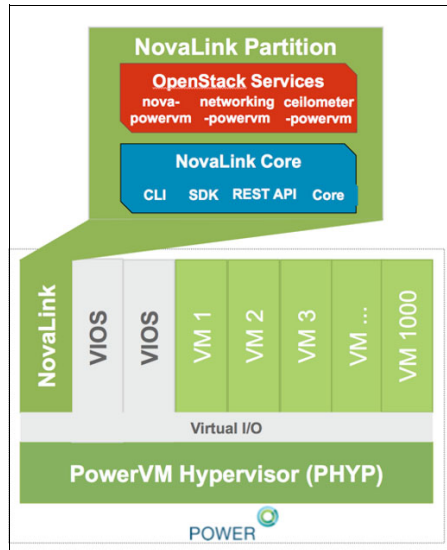 NovaLink Partition
OpenStack Services
nova- networking ceilometer
powervm -powervm -powervm
NovaLink Core
CLI SDK REST API Core
NovaLink
VIOS
VIOS
VM 1
VM 2
VM 3
VM ...
VM 1000
Virtual I/O
PowerVM Hypervisor (PHYP)
POWER